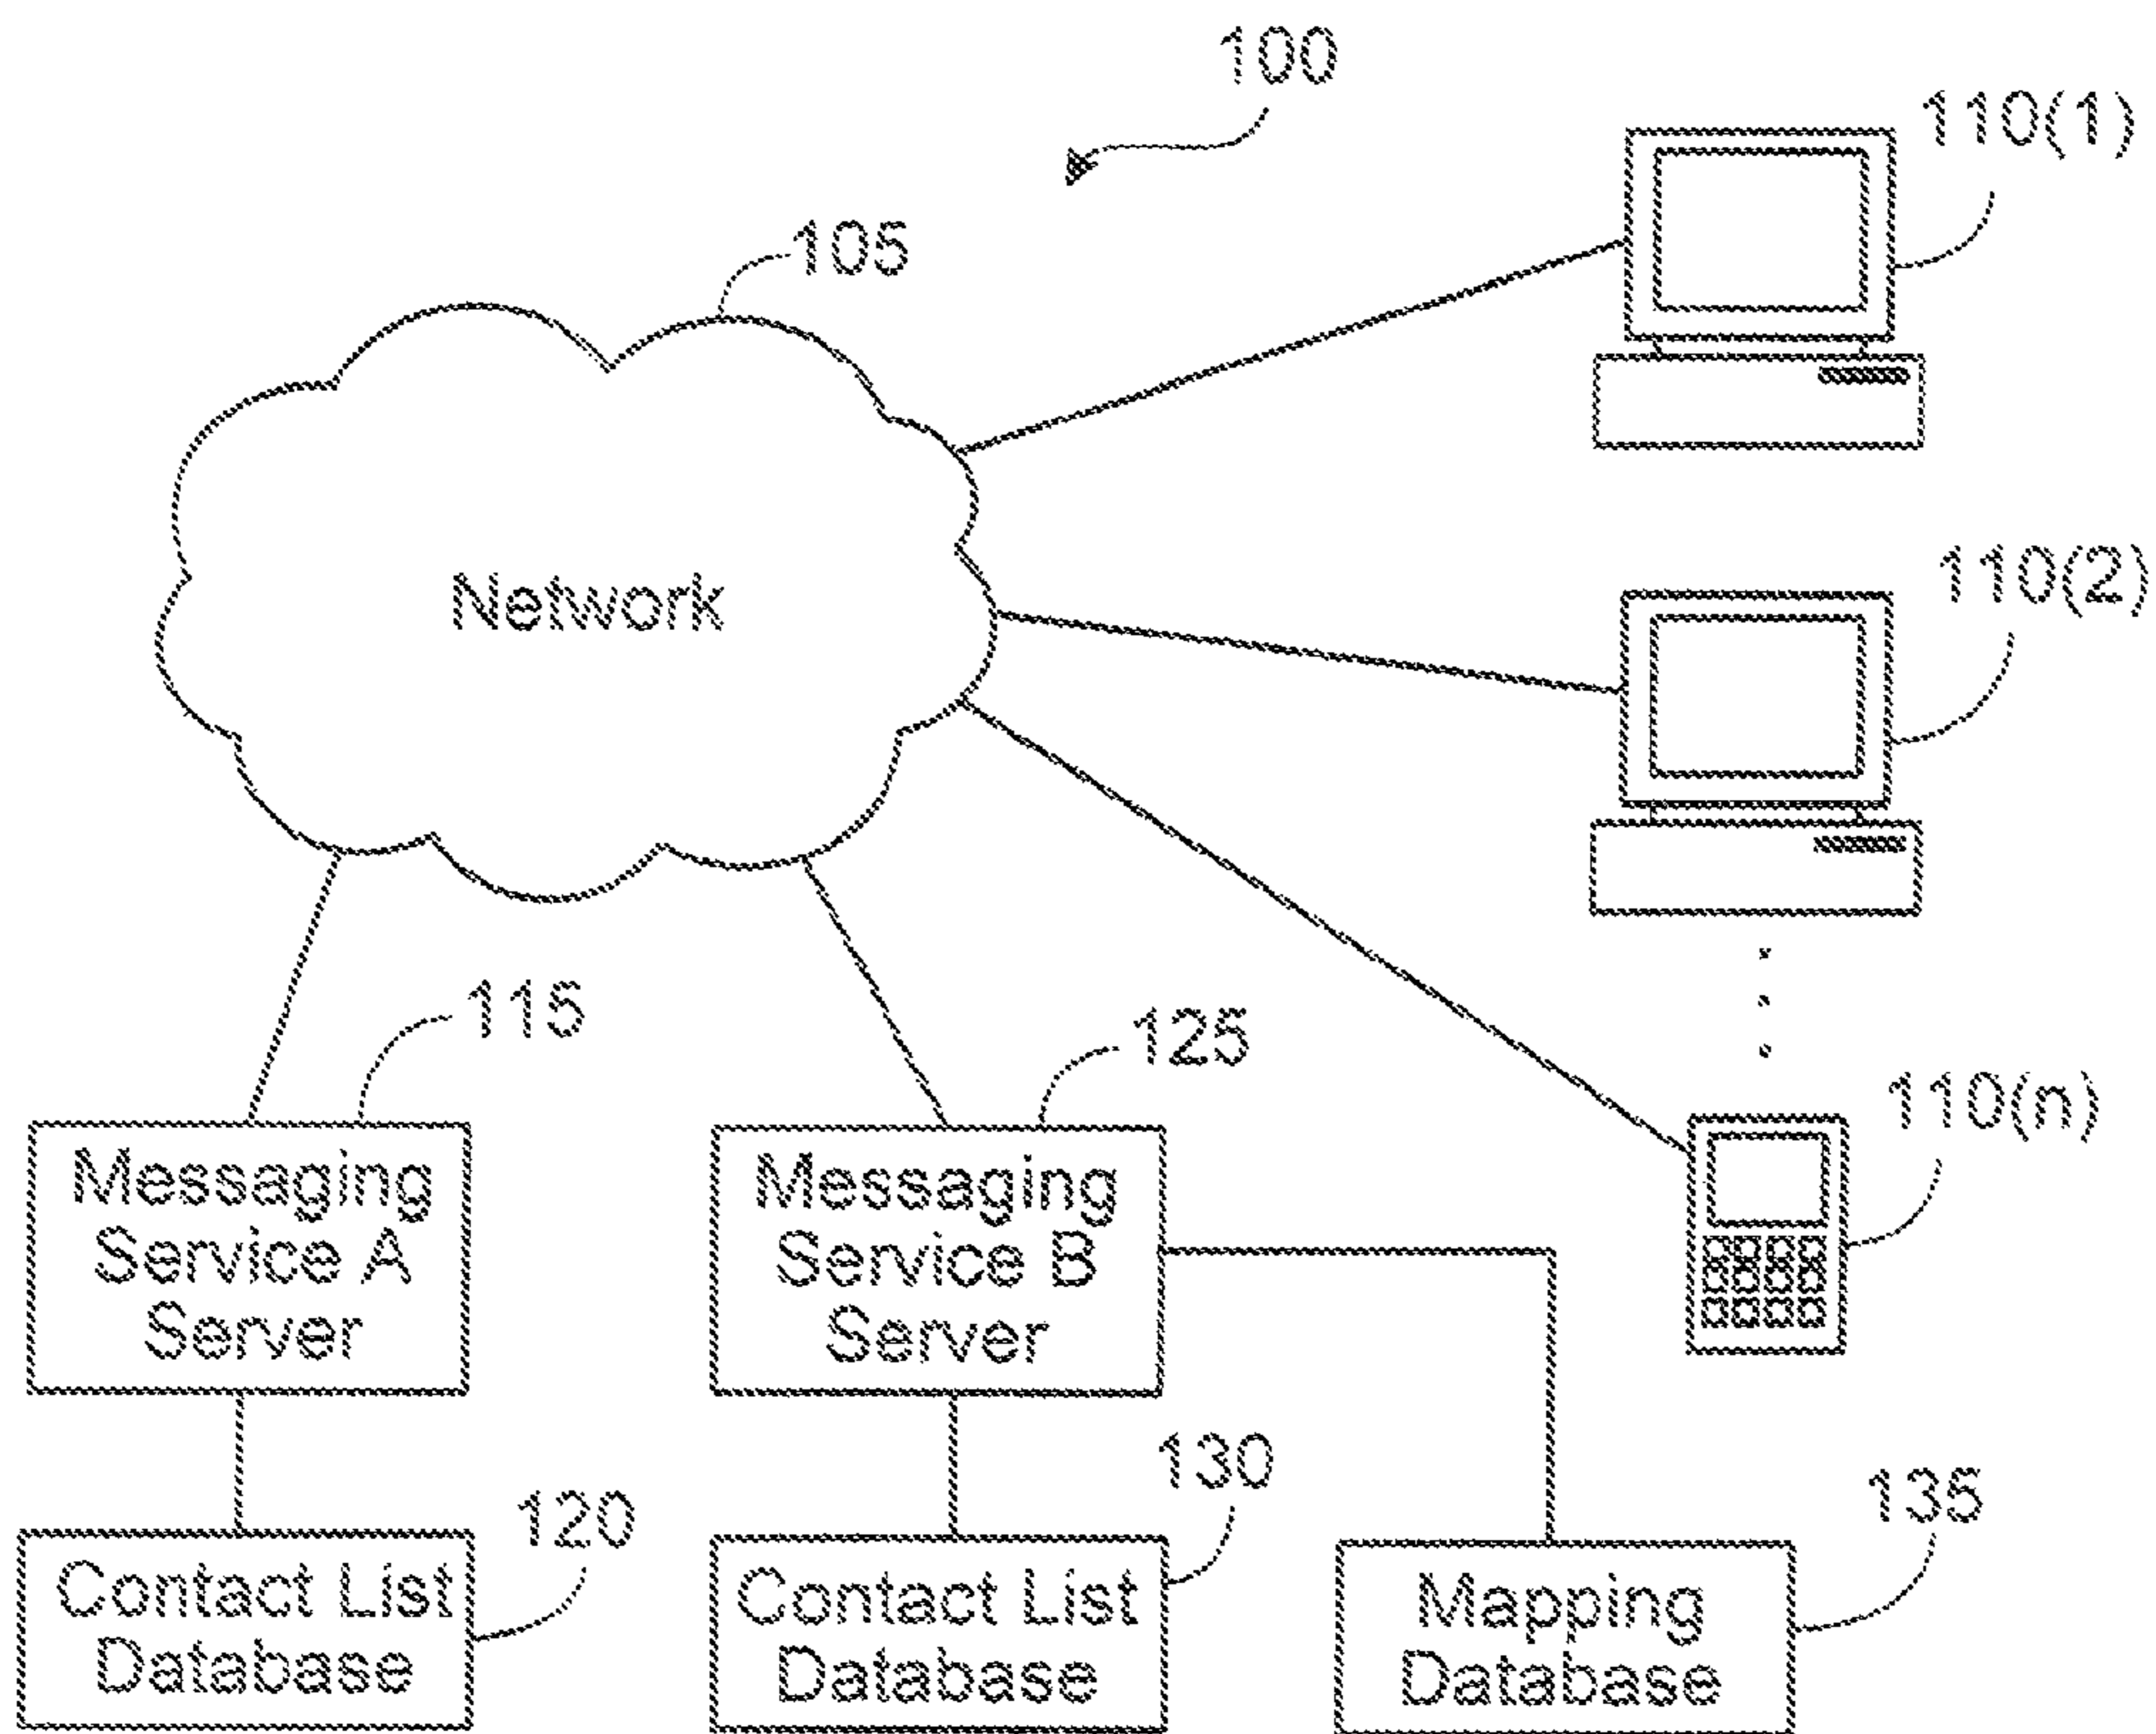 100
110(1)
105
Network
110(2)
115
125
110(n)
Messaging
Service A
Server
Messaging
Service B
Server
120
130
135
Contact List
Database
Contact List
Database
Mapping
Database